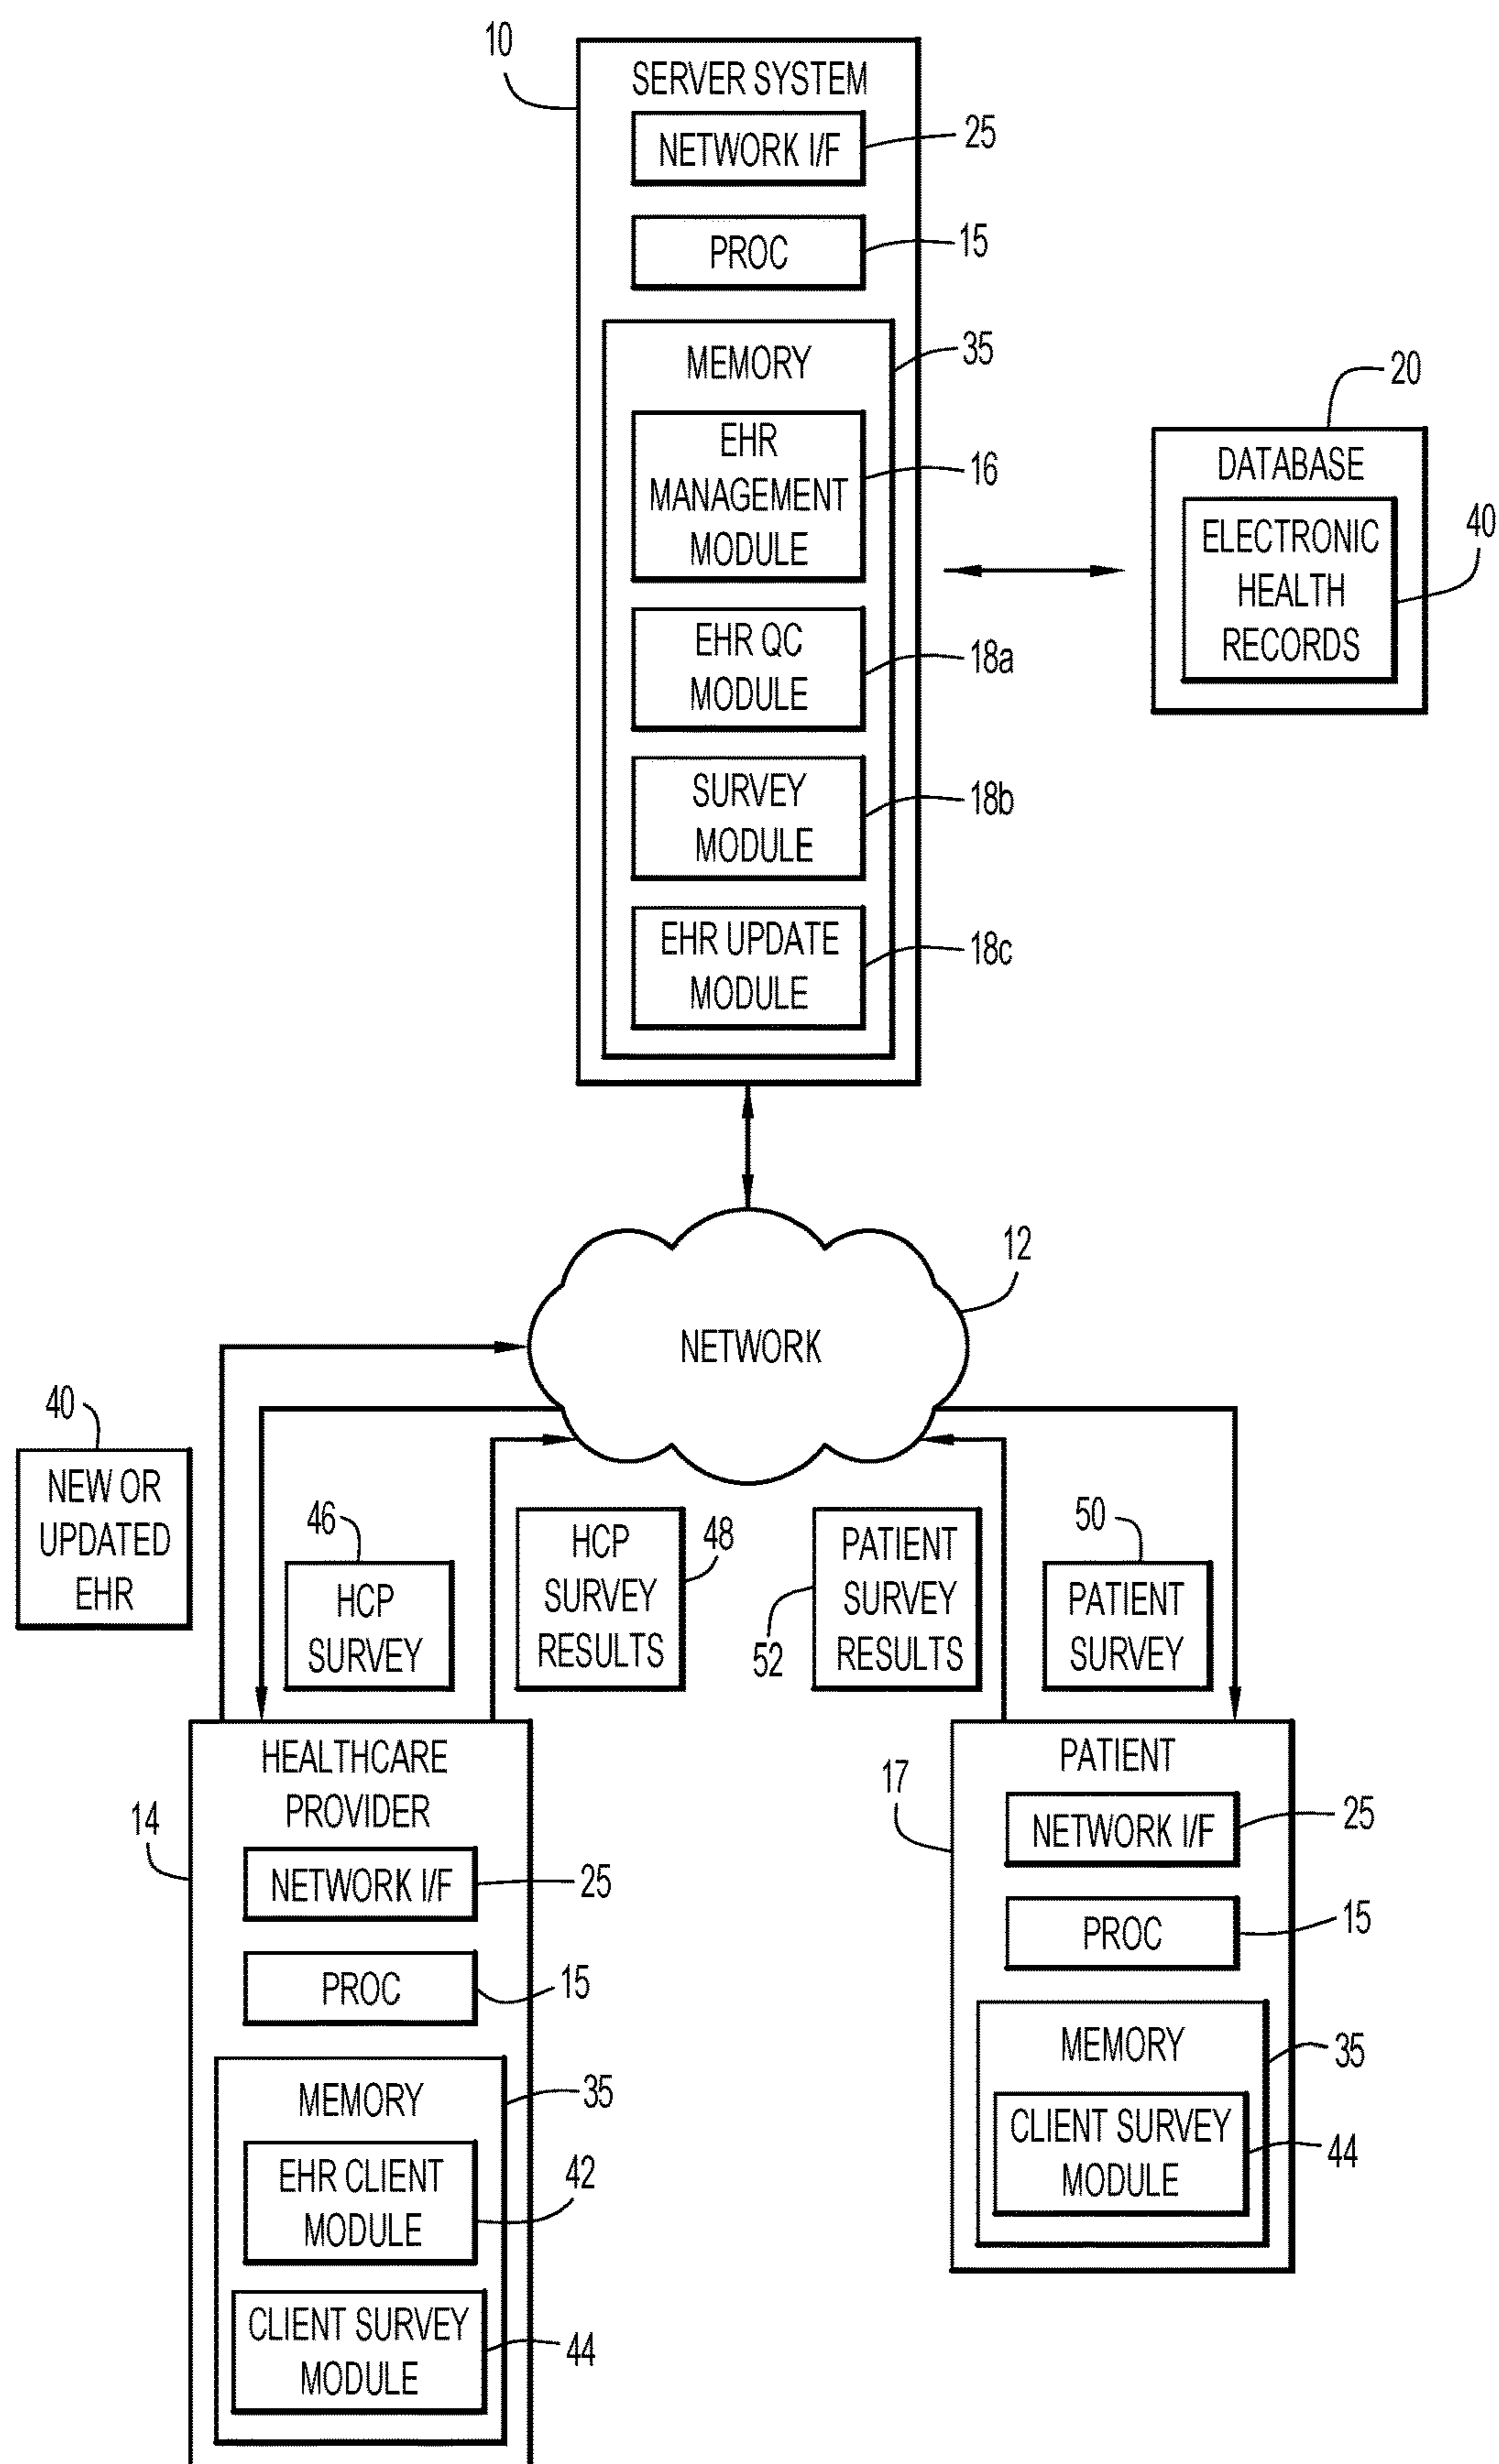 10
SERVER SYSTEM
NETWORK I/F
25
PROC
15
MEMORY
35
EHR
MANAGEMENT
MODULE
16
EHR QC
MODULE
18a
SURVEY
MODULE
18b
EHR UPDATE
MODULE
18c
20
DATABASE
ELECTRONIC
HEALTH
RECORDS
40
12
NETWORK
40
NEW OR
UPDATED
EHR
46
HCP
SURVEY
HCP
SURVEY
RESULTS
48
PATIENT
SURVEY
RESULTS
52
50
PATIENT
SURVEY
HEALTHCARE
PROVIDER
14
NETWORK I/F
25
PROC
15
MEMORY
35
EHR CLIENT
MODULE
42
CLIENT SURVEY
MODULE
44
PATIENT
17
NETWORK I/F
25
PROC
15
MEMORY
35
CLIENT SURVEY
MODULE
44